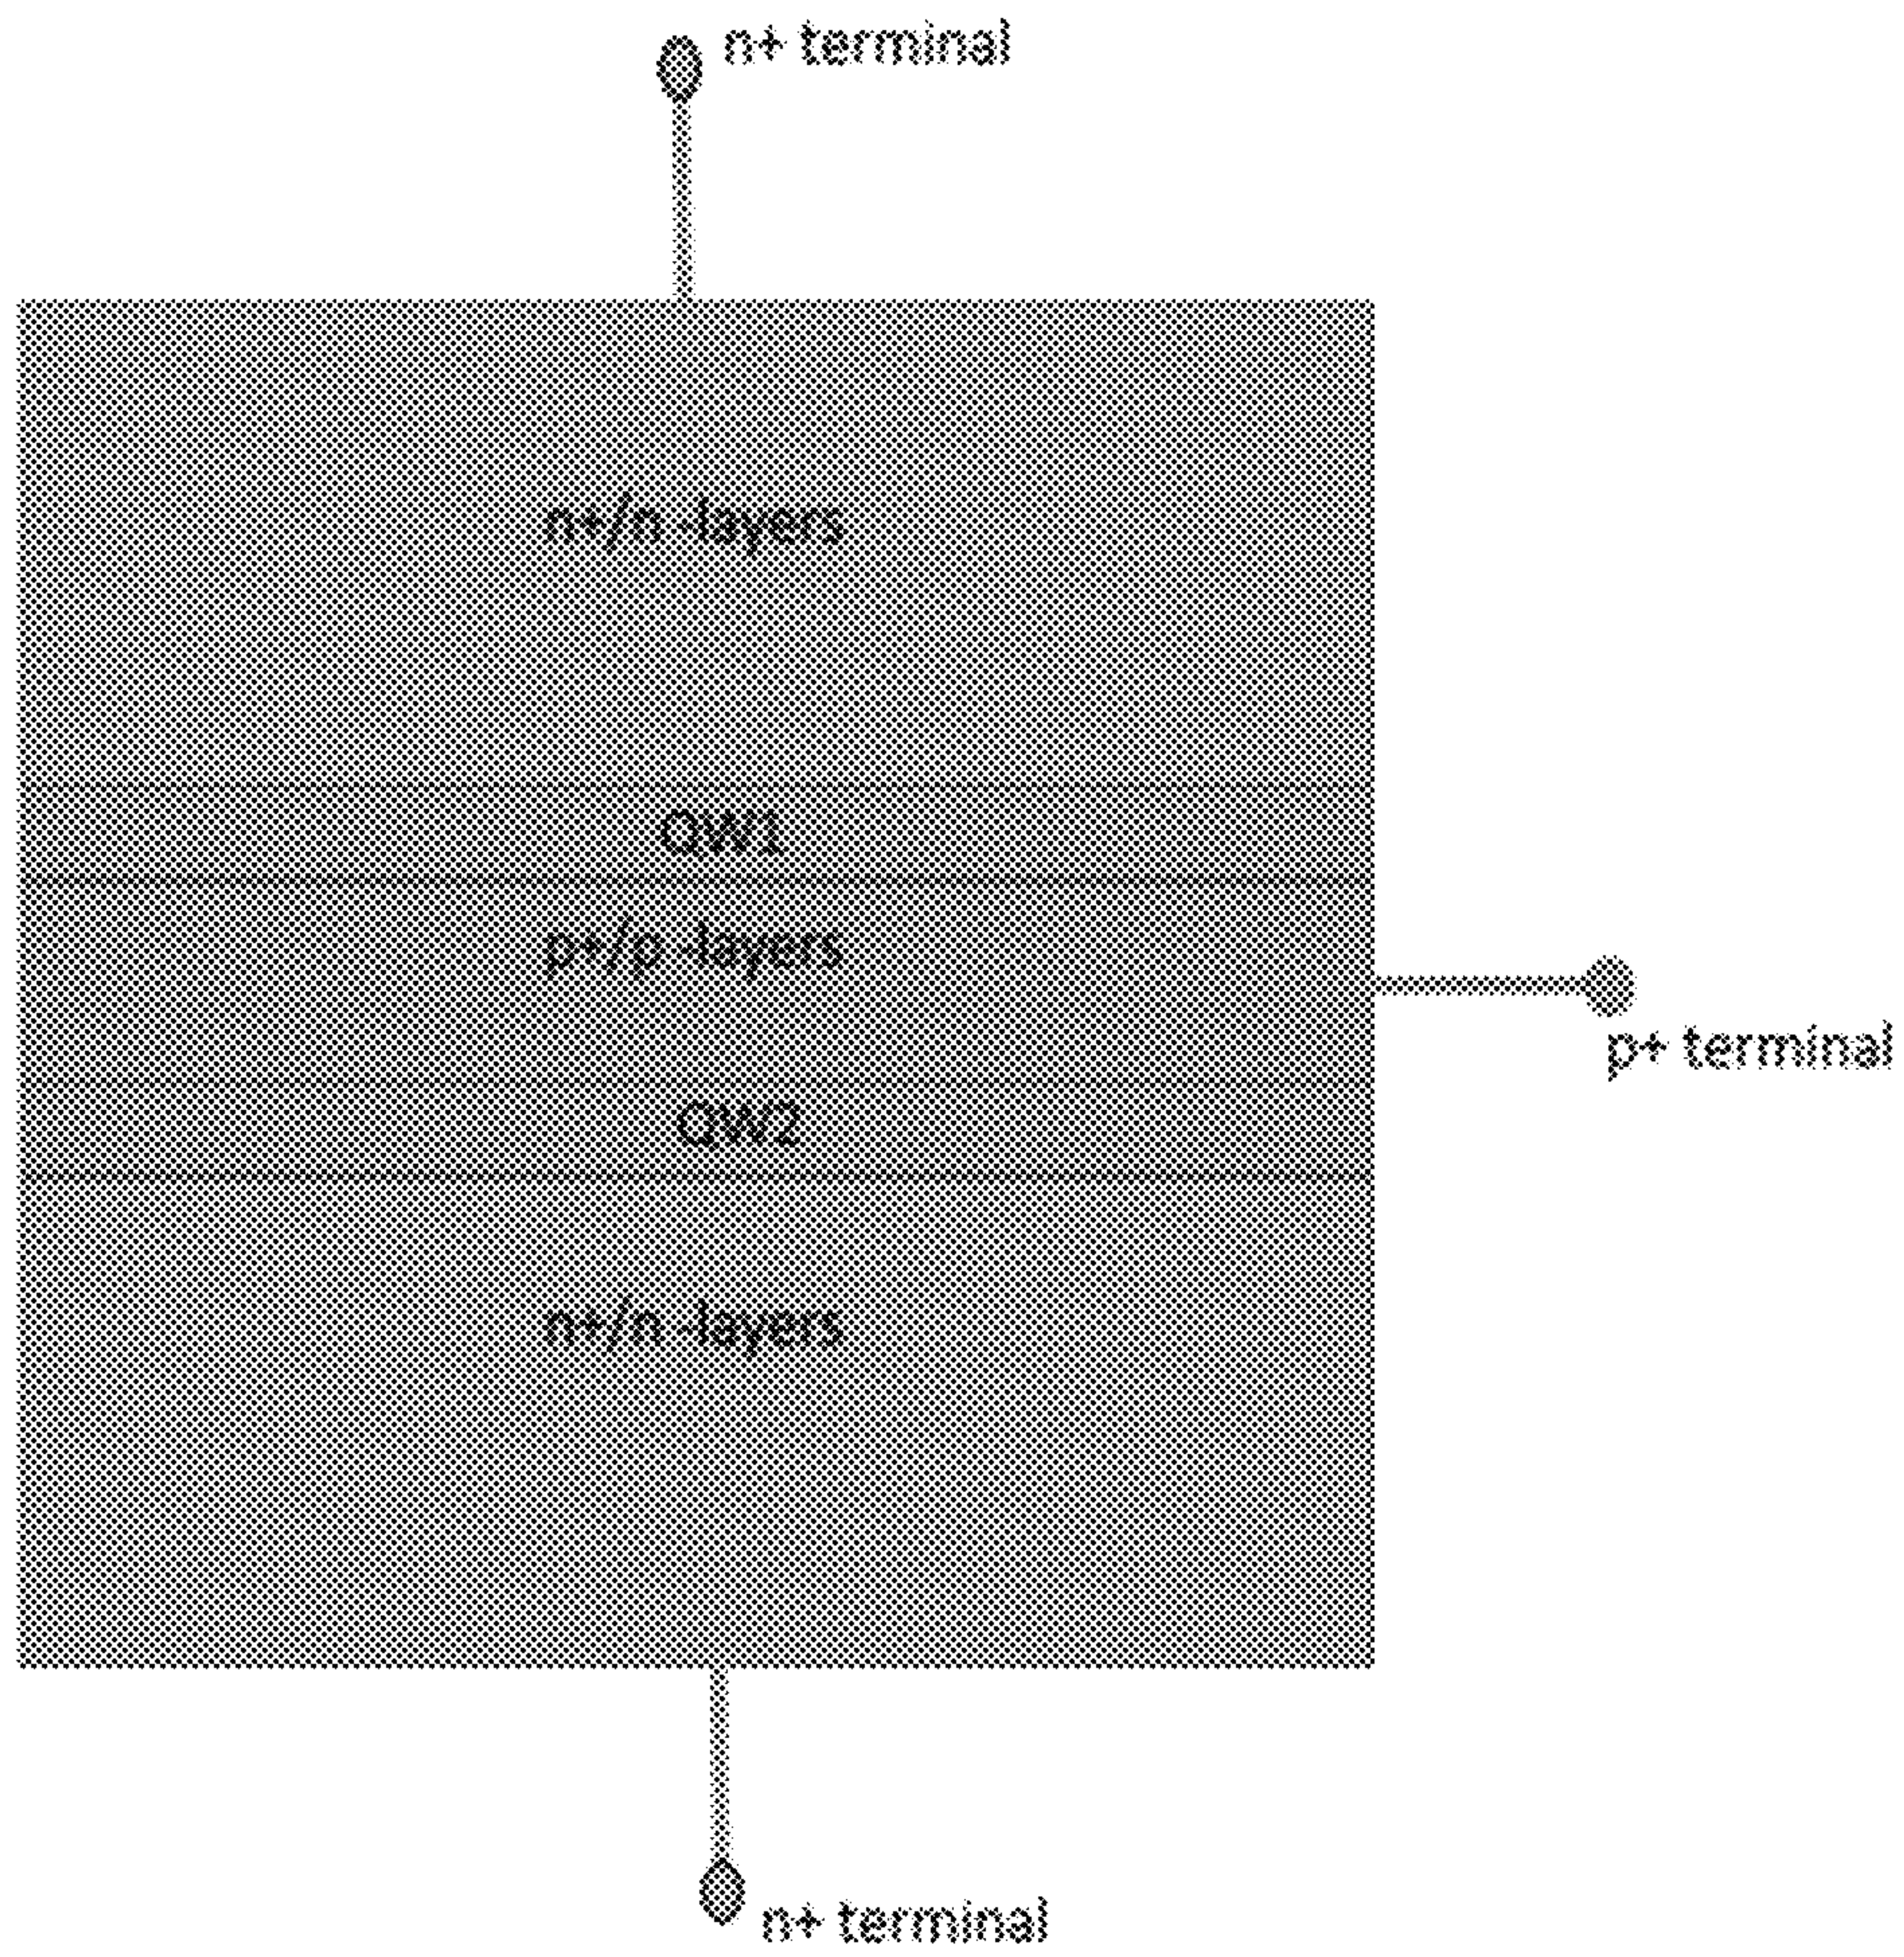 n+ terminal
n+/n -layers
QW1
p+/p -layers
p+ terminal
QW2
n+/n -layers
n+ terminal